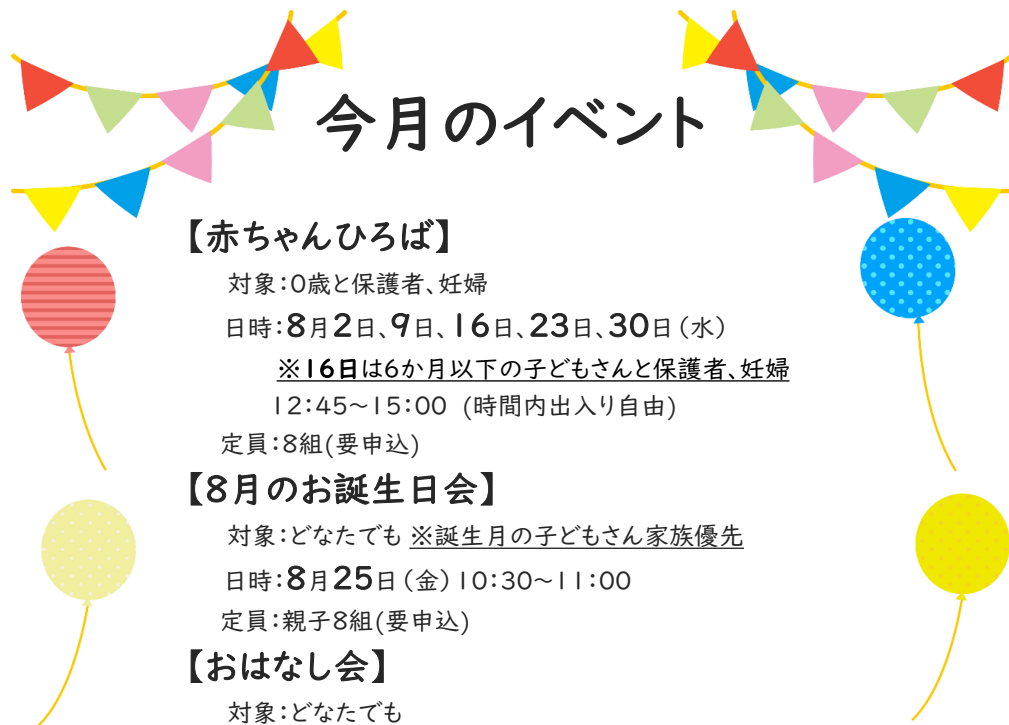 今月のイベント
【赤ちゃんひろば】
対象：0歳と保護者、妊婦
日時：8月2日、9日、16日、23日、30日（水）
※16日は6か月以下の子どもさんと保護者、妊婦
12：45～15：00 (時間内出入り自由)
定員：8組(要申込)
【8月のお誕生日会】
対象：どなたでも ※誕生月の子どもさん家族優先
日時：8月25日（金）10：30～11：00
定員：親子8組(要申込)
【おはなし会】
対象：どなたでも